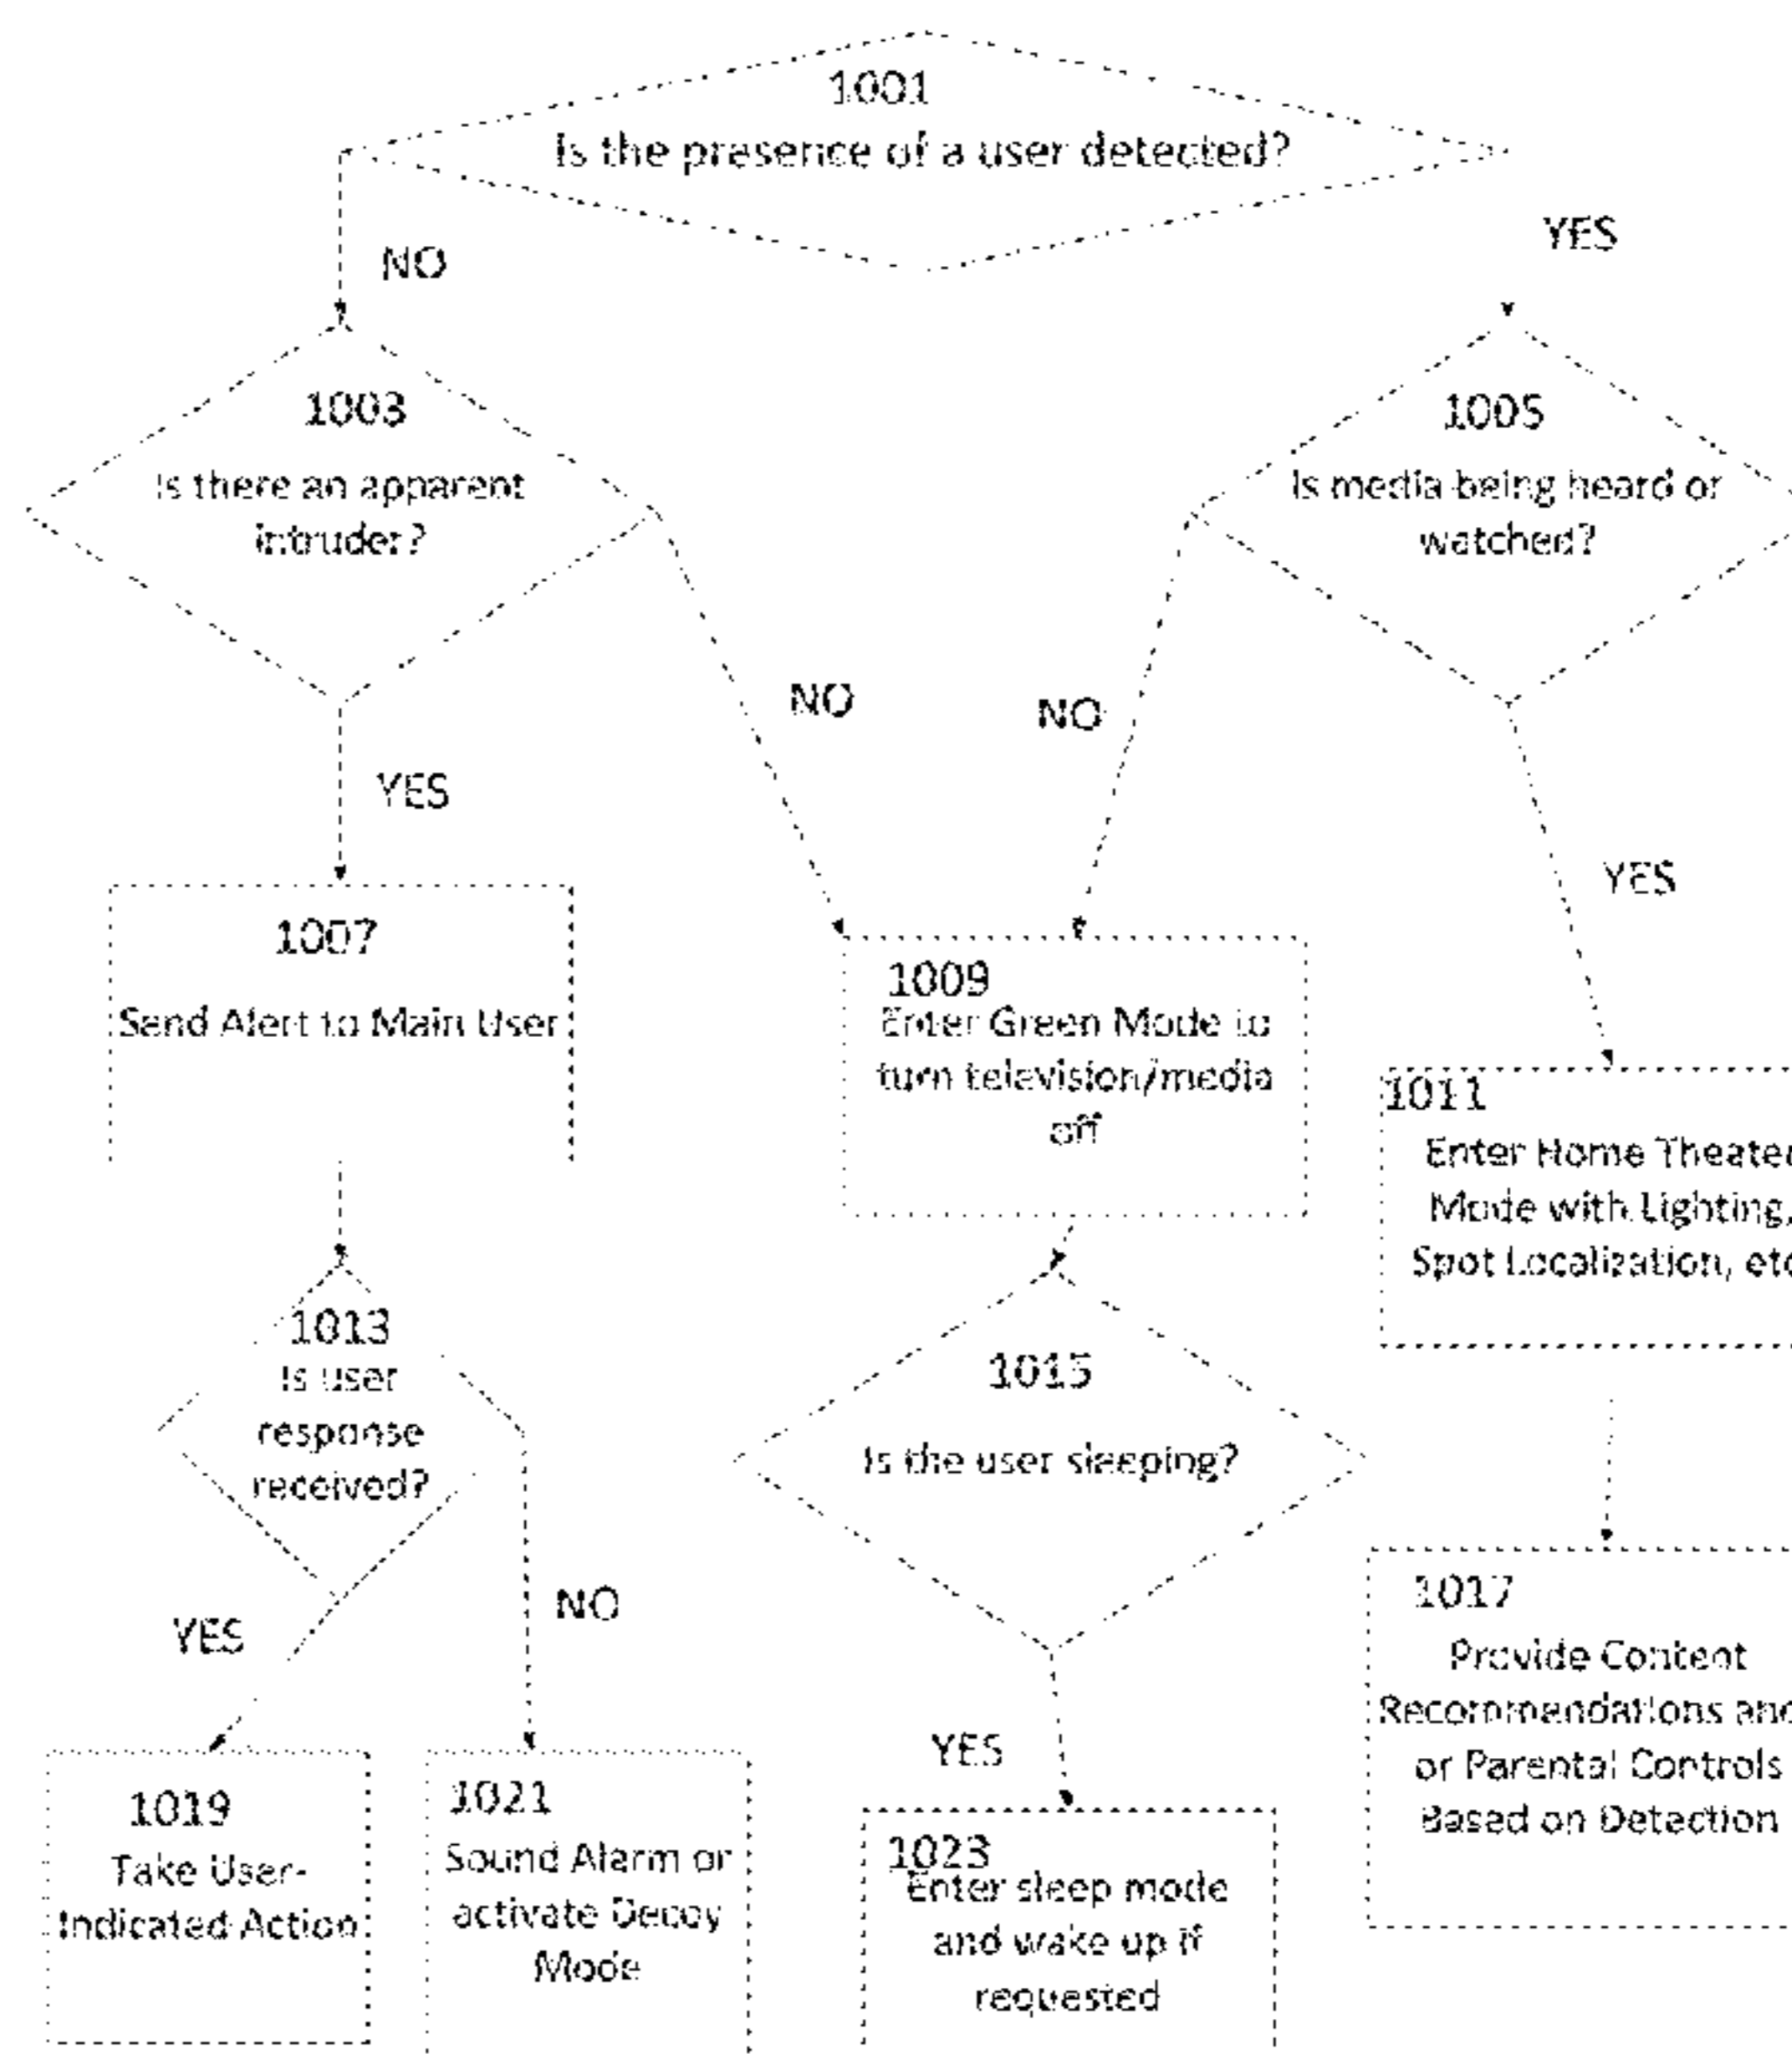 1001
Is the presence of a user detected?
YES
NO
1003
Is there an apparent
intruder?
1005
Is media being heard or
watched?
NO
NO
YES
YES
1007
Send Alert to Main User
1009
Enter Green Mode to
turn television/media
off
1011
Enter Home Theater
Mode with Lighting,
Spot Localization, etc
1013
Is user
response
received?
1015
Is the user sleeping?
YES
NO
1017
Provide Content
Recommendations and
or Parental Controls
Based on Detection
YES
1019
Take User-
Indicated Action
1021
Sound Alarm or
activate Decoy
Mode
1023
Enter sleep mode
and wake up if
requested